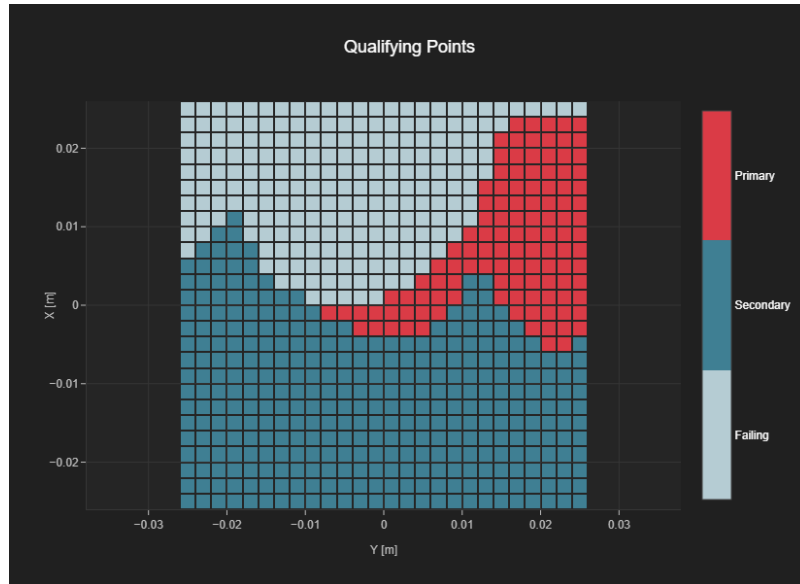 Qualifying Points
0.02
0.01
0
−0.01
−0.02
X [m]
−0.03
−0.02
−0.01
0
0.01
0.02
0.03
Y [m]
Primary
Secondary
Failing